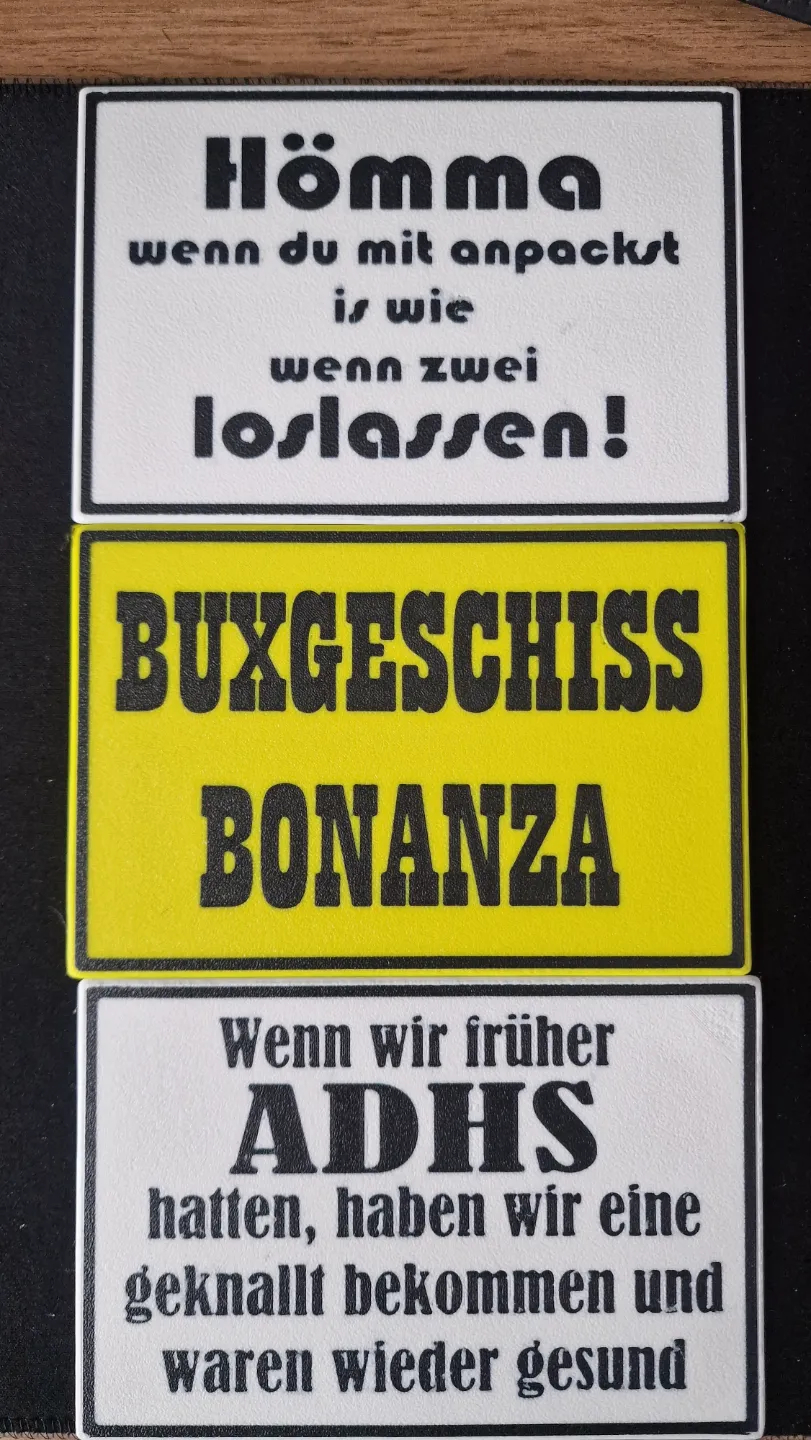 Hömma
wenn du mit anpackst
is wie
wenn zwei
loslassen!
BUXGESCHISS
BONANZA
Wenn wir früher
ADHS
hatten, haben wir eine
geknallt bekommen und
waren wieder gesund